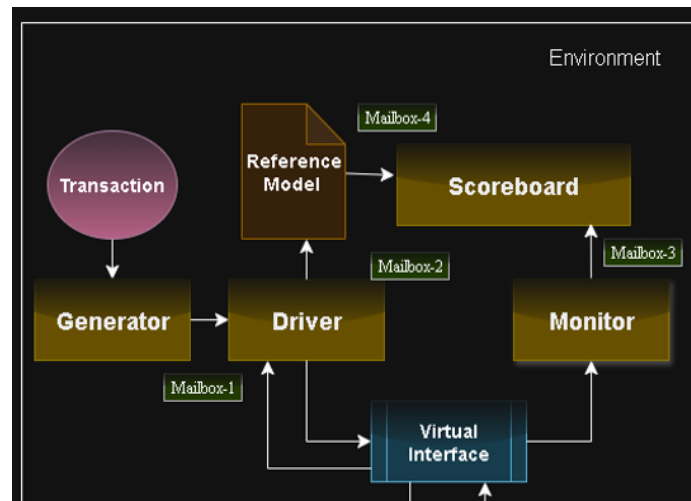 Environment
Mailbox-4
Reference
Model
Scoreboard
Transaction
Mailbox-3
Mailbox-2
Generator
Driver
Monitor
Mailbox-1
Virtual
Interface